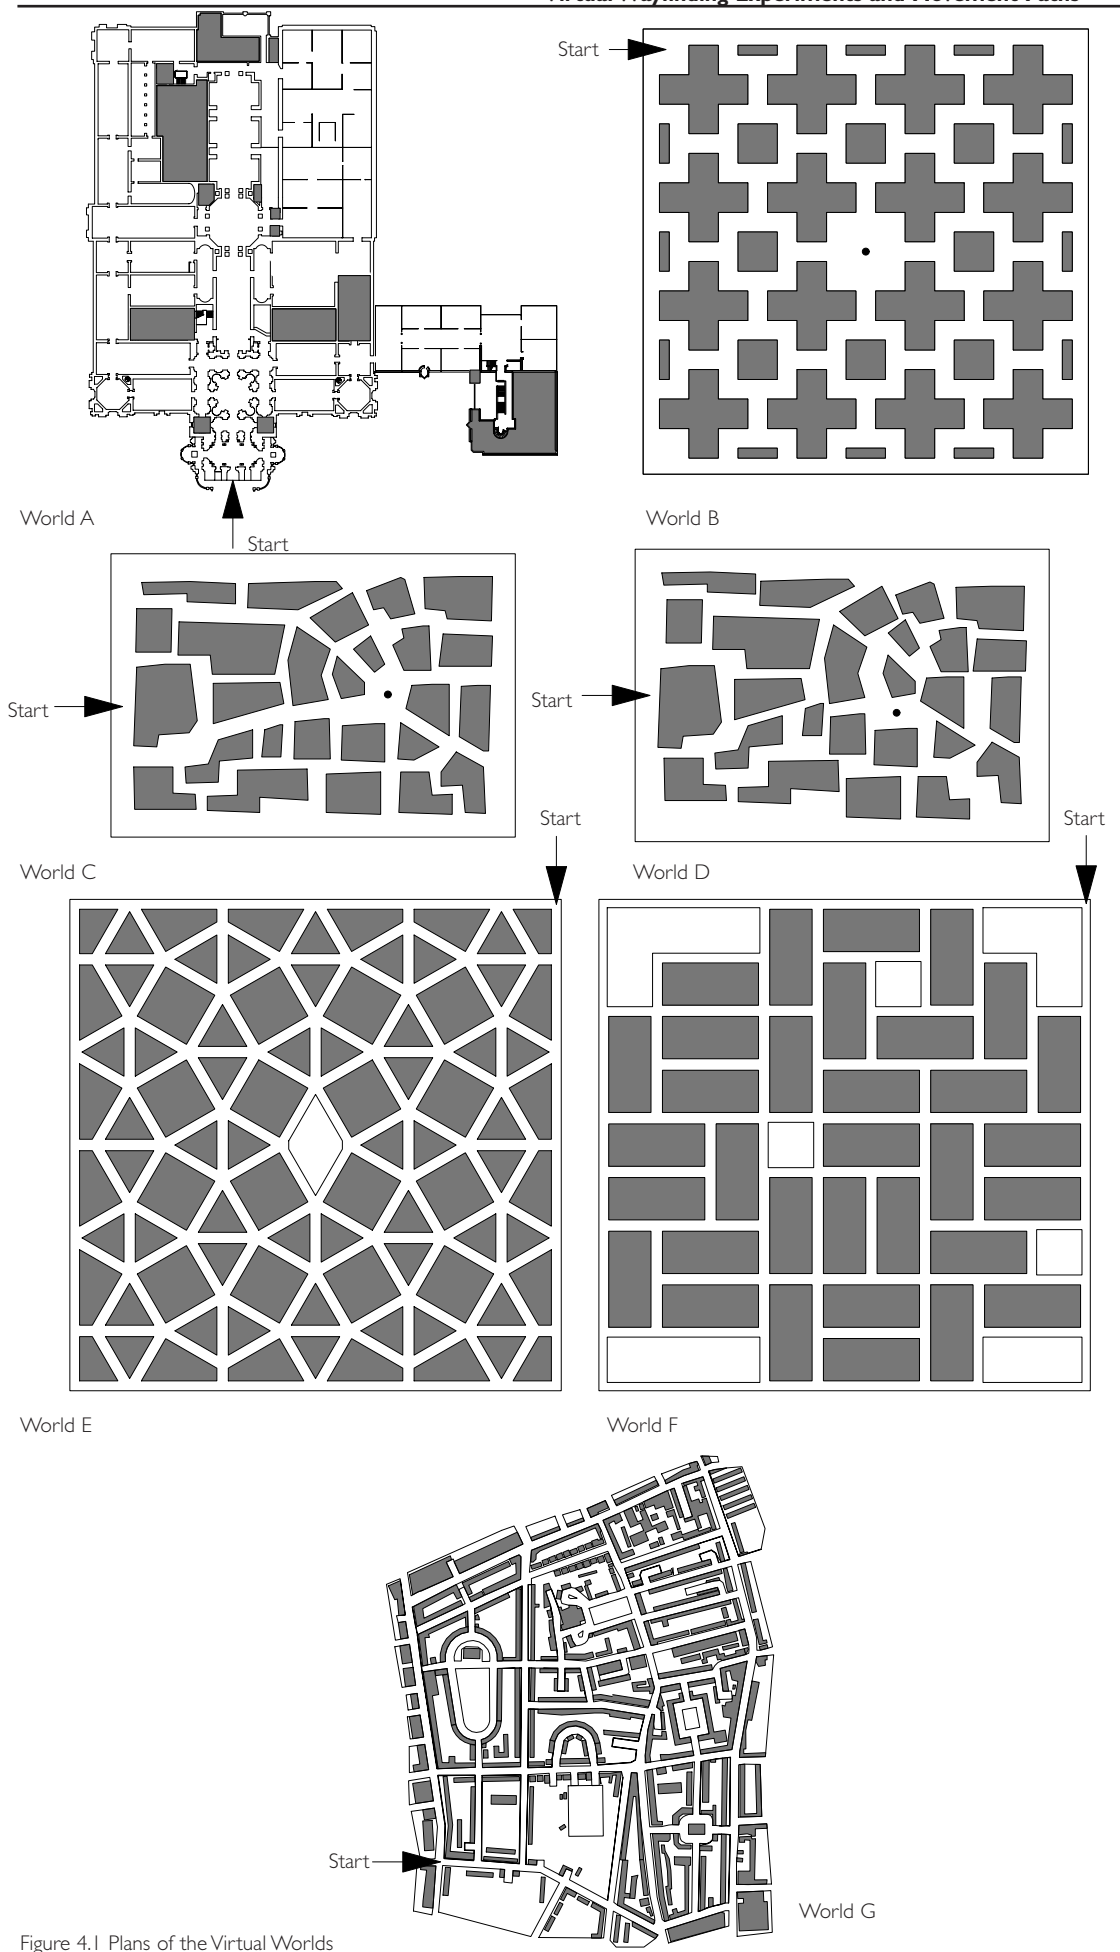 Virtual Wayfinding Experiments and Movement Paths
Start
World A
World B
Start
Start
Start
World C
Start
World D
Start
World E
World F
Start
World G
Figure 4.1 Plans of the Virtual Worlds